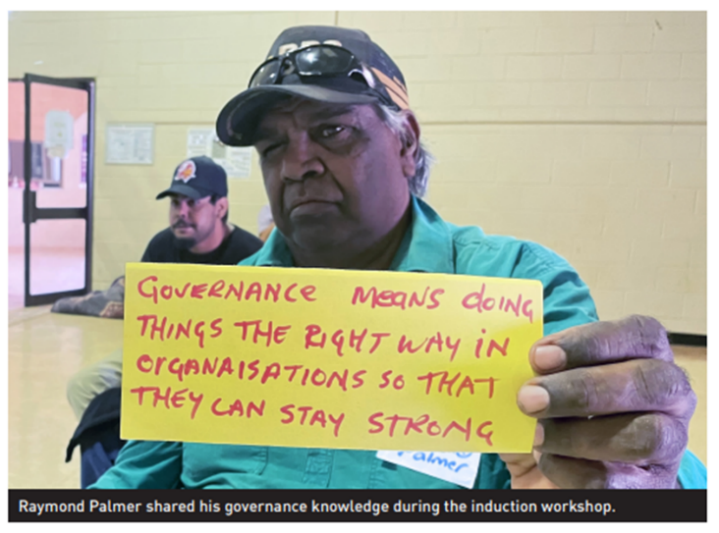 GOVERNANCE MEANS dOING
THINGS THE RIGHT WAY iN
OrGANAISATIONS SO THAT
THEY CAN STAY STRONG
Palmer
Raymond Palmer shared his governance knowledge during the induction workshop.